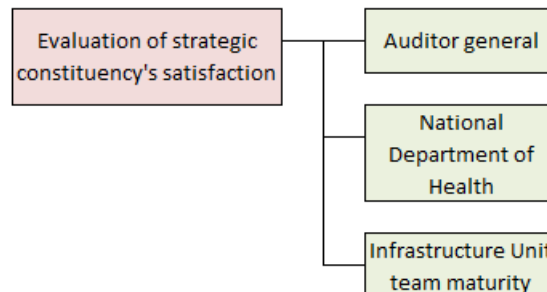 Evaluation of strategic
constituency's satisfaction
Auditor general
National
Department of
Health
Infrastructure Unit
team maturity